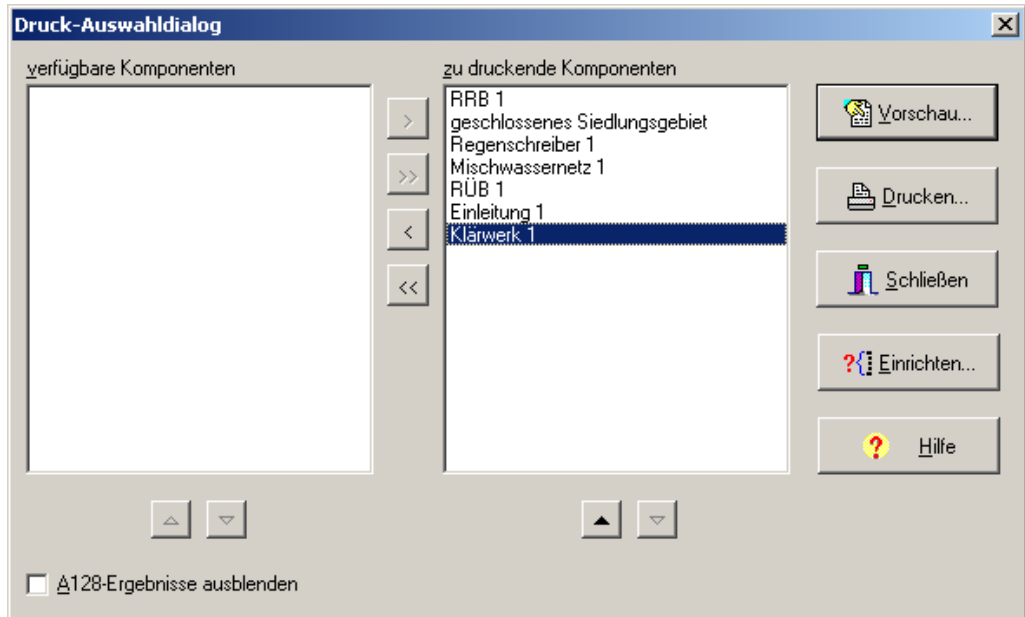 Druck-Auswahldialog
verfügbare Komponenten
zu druckende Komponenten
RRB 1
geschlossenes Siedlungsgebiet
Regenschreiber 1
Mischwassernetz 1
RÜB 1
Einleitung 1
Klärwerk 1
>
>>
<
<<
Vorschau...
Drucken...
Schließen
?{ Einrichten...
? Hilfe
A128-Ergebnisse ausblenden